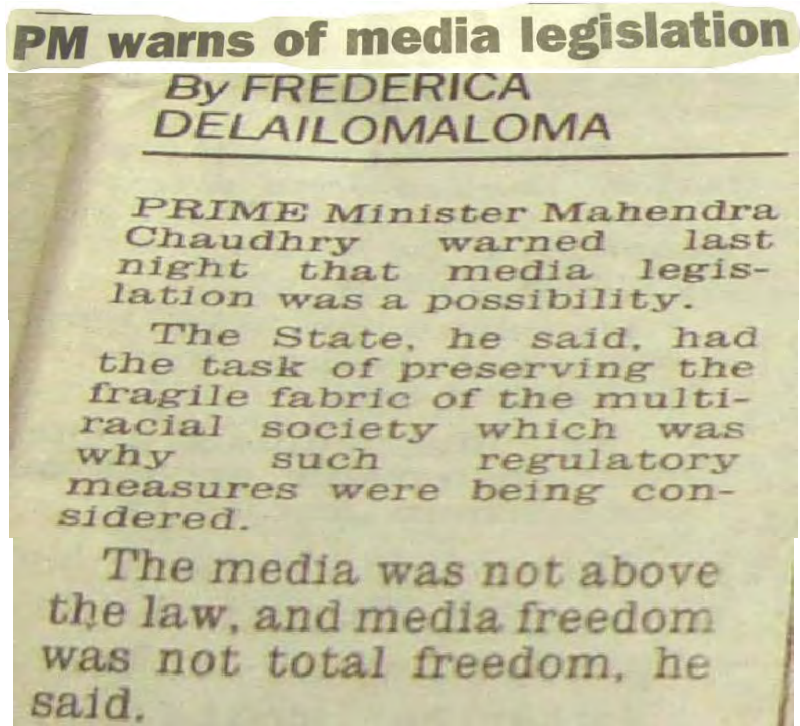 PM warns of media legislation
By FREDERICA
DELAILOMALOMA
PRIME Minister Mahendra
Chaudhry warned last
night that media legis-
lation was a possibility.
The State, he said, had
the task of preserving the
fragile fabric of the multi-
racial society which was
why such regulatory
measures were being con-
sidered.
The media was not above
the law, and media freedom
was not total freedom, he
said.